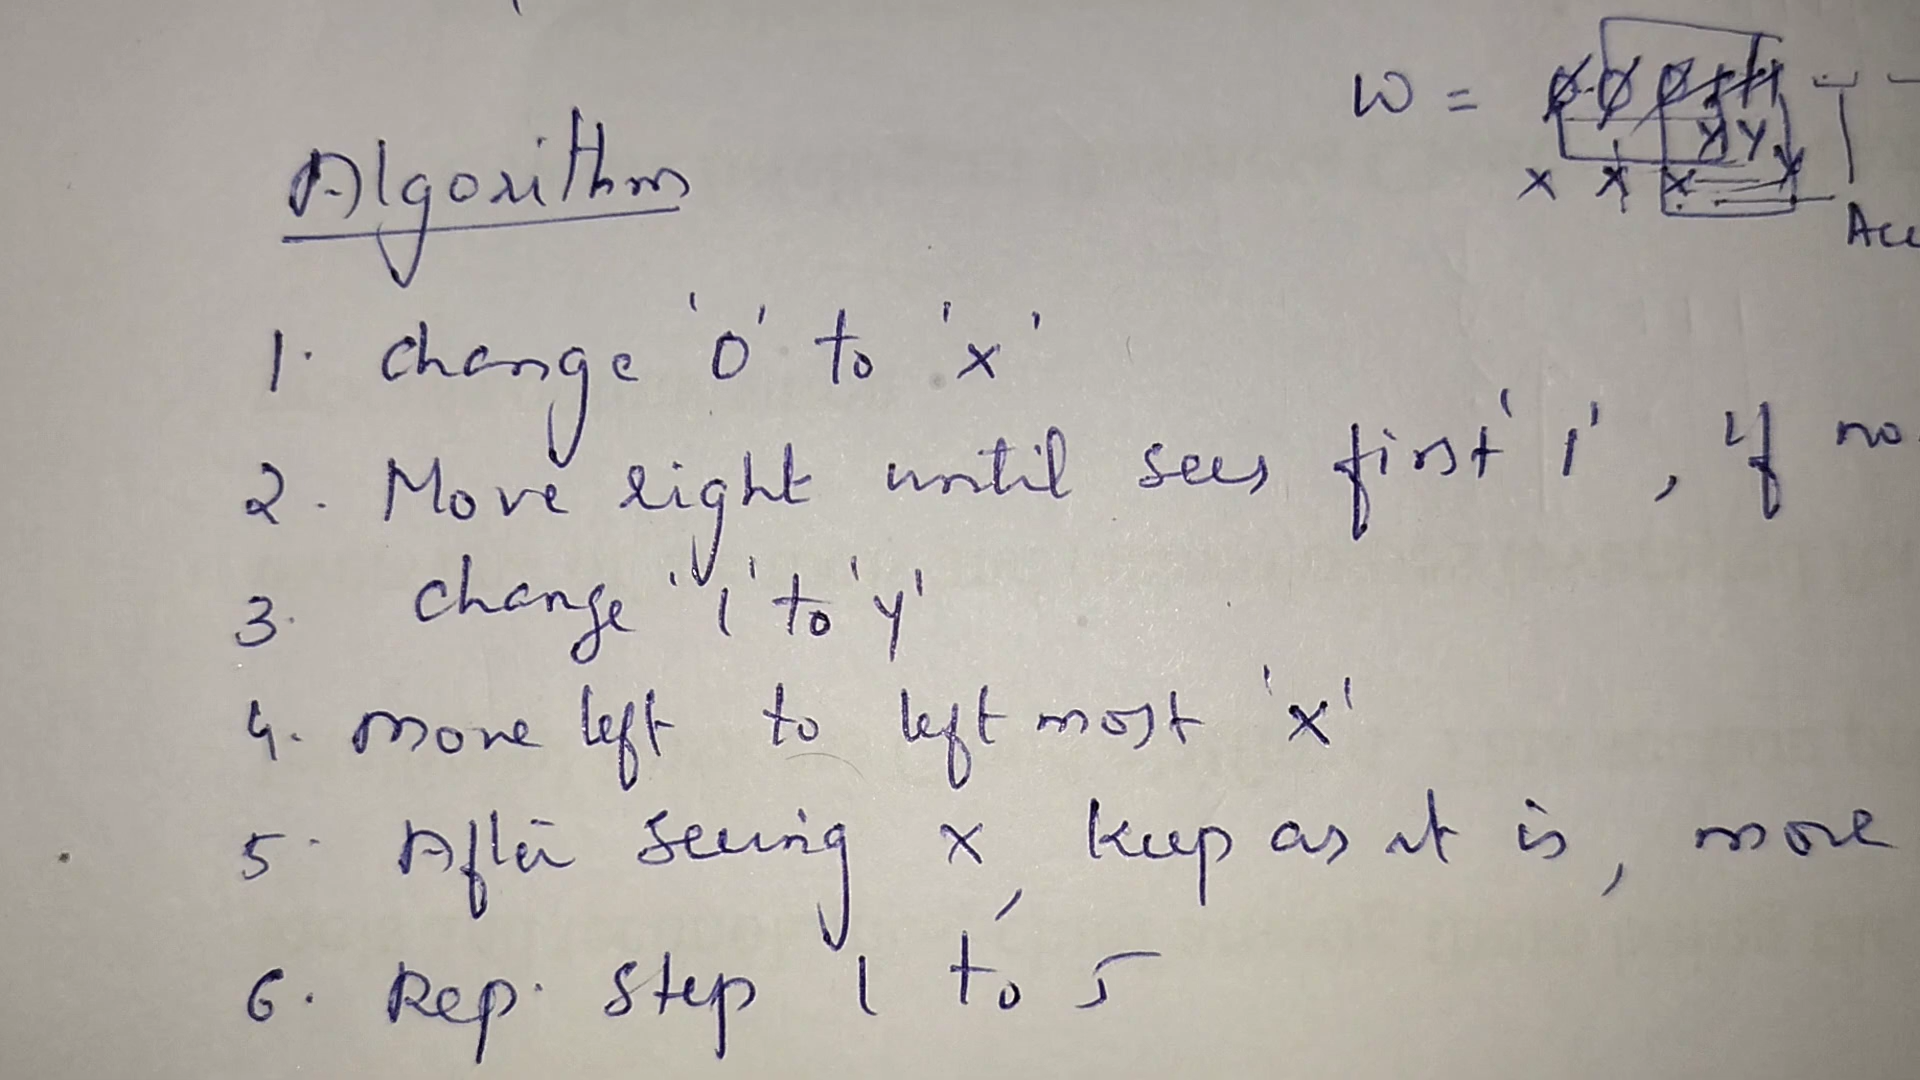 W =
x x x
Algorithm
1. change '0' to 'x'
2. Move right until sees first '1', if no
3. change '1' to 'y'
4. move left to left most 'x'
5. After seeing x, keep as it is, move
6. Rep. step 1 to 5